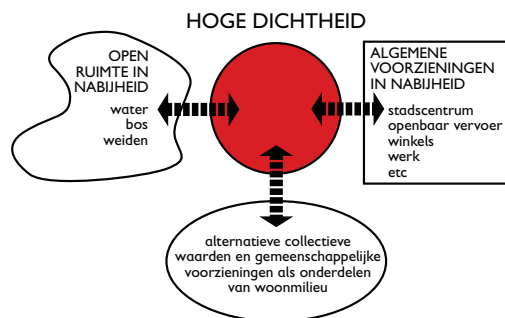 HOGE DICHTHEID
OPEN
RUIMTE IN
NABIJHEID
water
bos
weiden
ALGEMENE
VOORZIENINGEN
IN NABIJHEID
stadscentrum
openbaar vervoer
winkels
werk
etc
alternatieve collectieve
waarden en gemeenschappelijke
voorzieningen als onderdelen
van woonmilieu